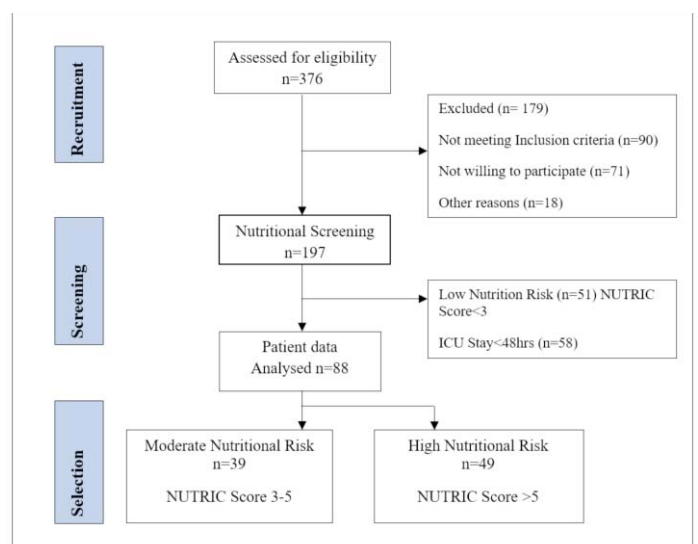 Recruitment
Assessed for eligibility
n=376
Excluded (n= 179)
Not meeting Inclusion criteria (n=90)
Not willing to participate (n=71)
Other reasons (n=18)
Screening
Nutritional Screening
n=197
Low Nutrition Risk (n=51) NUTRIC
Score<3
ICU Stay<48hrs (n=58)
Patient data
Analysed n=88
Selection
Moderate Nutritional Risk
n=39
NUTRIC Score 3-5
High Nutritional Risk
n=49
NUTRIC Score >5